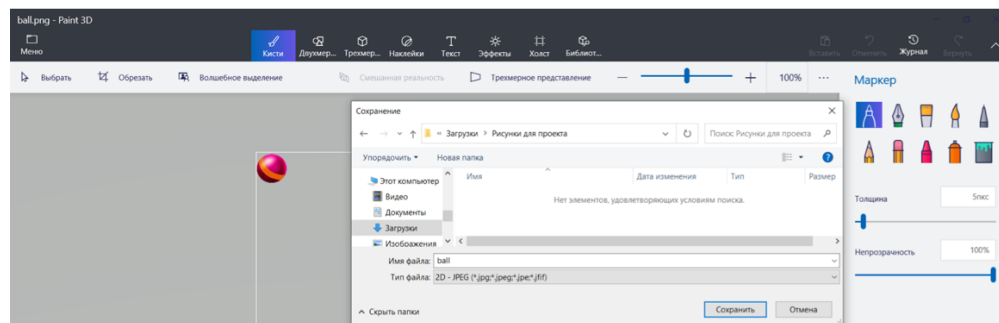 ball.png - Paint 3D
Меню
Кисти Двухмер... Трехмер... Наклейки Текст Эффекты Холст Библиот...
Вставить Отменить Журнал Вернуть
Выбрать Обрезать Волшебное выделение Смешанная реальность Трехмерное представление 100% ...
Маркер
Сохранение
« Загрузки > Рисунки для проекта
Поиск: Рисунки для проекта
Упорядочить Новая папка
Имя Дата изменения Тип Размер
Этот компьютер
Видео
Документы
Загрузки
Изображения
Нет элементов, удовлетворяющих условиям поиска.
Имя файла: ball
Тип файла: 2D - JPEG (*.jpg;*.jpeg;*.jpe;*.jfif)
Скрыть папки
Сохранить Отмена
Толщина 5пкс
Непрозрачность 100%